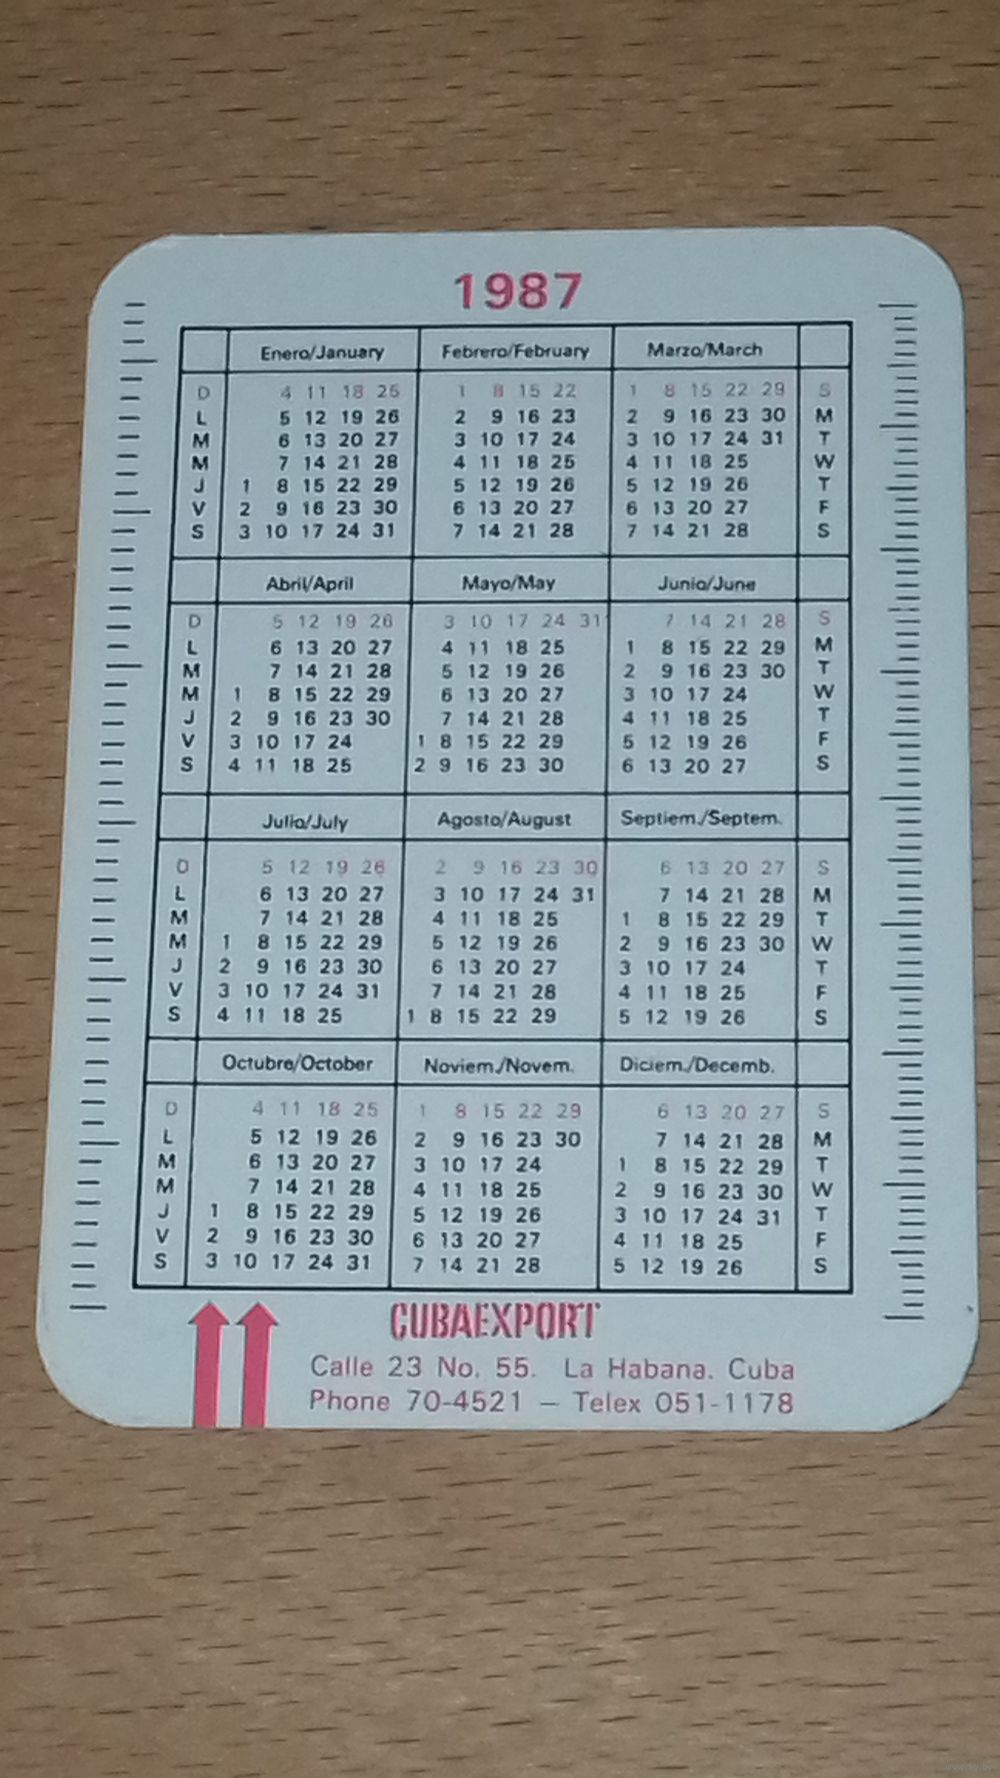 1987
Enero/January Febrero/February Marzo/March
D 4 11 18 25 1 8 15 22 1 8 15 22 29 S
L 5 12 19 26 2 9 16 23 2 9 16 23 30 M
M 6 13 20 27 3 10 17 24 3 10 17 24 31 T
M 7 14 21 28 4 11 18 25 4 11 18 25 W
J 1 8 15 22 29 5 12 19 26 5 12 19 26 T
V 2 9 16 23 30 6 13 20 27 6 13 20 27 F
S 3 10 17 24 31 7 14 21 28 7 14 21 28 S
Abril/April Mayo/May Junio/June
D 5 12 19 26 3 10 17 24 31 7 14 21 28 S
L 6 13 20 27 4 11 18 25 1 8 15 22 29 M
M 7 14 21 28 5 12 19 26 2 9 16 23 30 T
M 1 8 15 22 29 6 13 20 27 3 10 17 24 W
J 2 9 16 23 30 7 14 21 28 4 11 18 25 T
V 3 10 17 24 1 8 15 22 29 5 12 19 26 F
S 4 11 18 25 2 9 16 23 30 6 13 20 27 S
Julio/July Agosto/August Septiem./Septem.
D 5 12 19 26 2 9 16 23 30 6 13 20 27 S
L 6 13 20 27 3 10 17 24 31 7 14 21 28 M
M 7 14 21 28 4 11 18 25 1 8 15 22 29 T
M 1 8 15 22 29 5 12 19 26 2 9 16 23 30 W
J 2 9 16 23 30 6 13 20 27 3 10 17 24 T
V 3 10 17 24 31 7 14 21 28 4 11 18 25 F
S 4 11 18 25 1 8 15 22 29 5 12 19 26 S
Octubre/October Noviem./Novem. Diciem./Decemb.
D 4 11 18 25 1 8 15 22 29 6 13 20 27 S
L 5 12 19 26 2 9 16 23 30 7 14 21 28 M
M 6 13 20 27 3 10 17 24 1 8 15 22 29 T
M 7 14 21 28 4 11 18 25 2 9 16 23 30 W
J 1 8 15 22 29 5 12 19 26 3 10 17 24 31 T
V 2 9 16 23 30 6 13 20 27 4 11 18 25 F
S 3 10 17 24 31 7 14 21 28 5 12 19 26 S
CUBAEXPORT
Calle 23 No. 55. La Habana. Cuba
Phone 70-4521 — Telex 051-1178